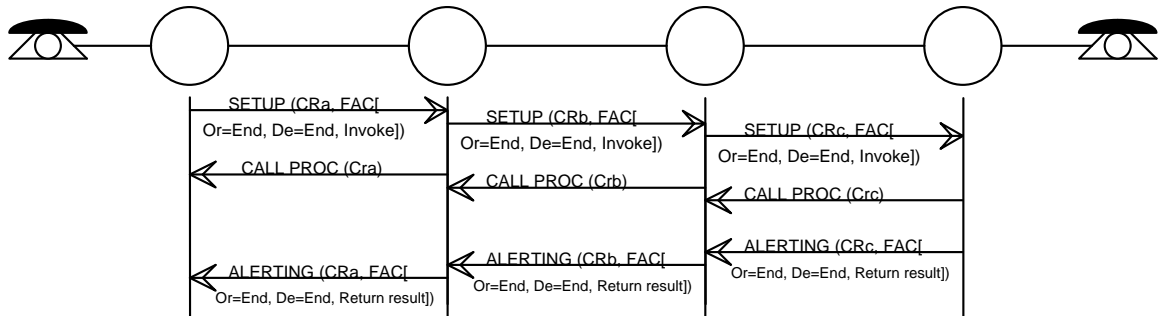 SETUP (CRa, FAC[
Or=End, De=End, Invoke])
SETUP (CRb, FAC[
Or=End, De=End, Invoke])
SETUP (CRc, FAC[
Or=End, De=End, Invoke])
CALL PROC (Cra)
CALL PROC (Crb)
CALL PROC (Crc)
ALERTING (CRc, FAC[
Or=End, De=End, Return result])
ALERTING (CRb, FAC[
Or=End, De=End, Return result])
ALERTING (CRa, FAC[
Or=End, De=End, Return result])